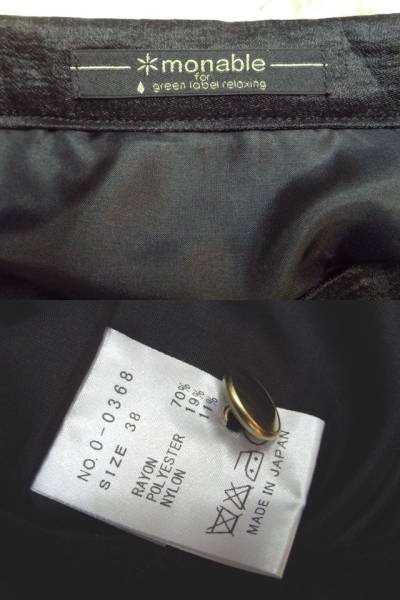 *monable
for
green label relaxing
NO. 0-0368
SIZE 38
RAYON 70%
POLYESTER 19%
NYLON 11%
MADE IN JAPAN